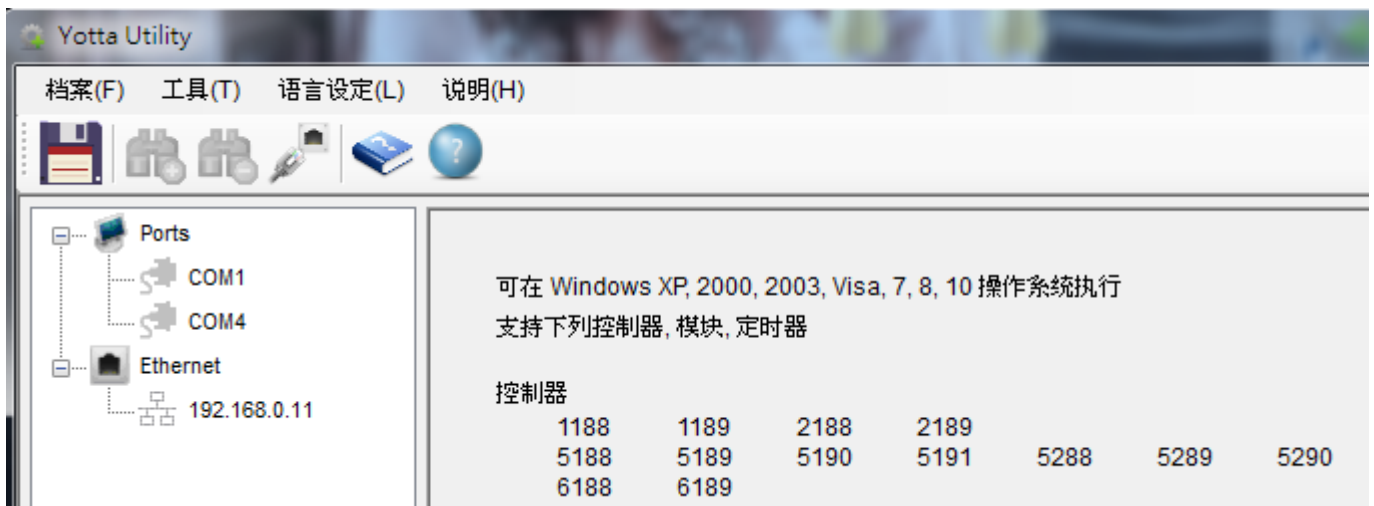 Yotta Utility
档案(F) 工具(T) 语言设定(L) 说明(H)
Ports
COM1
COM4
Ethernet
192.168.0.11
可在 Windows XP, 2000, 2003, Visa, 7, 8, 10 操作系统执行
支持下列控制器, 模块, 定时器
控制器
1188 1189 2188 2189
5188 5189 5190 5191 5288 5289 5290
6188 6189